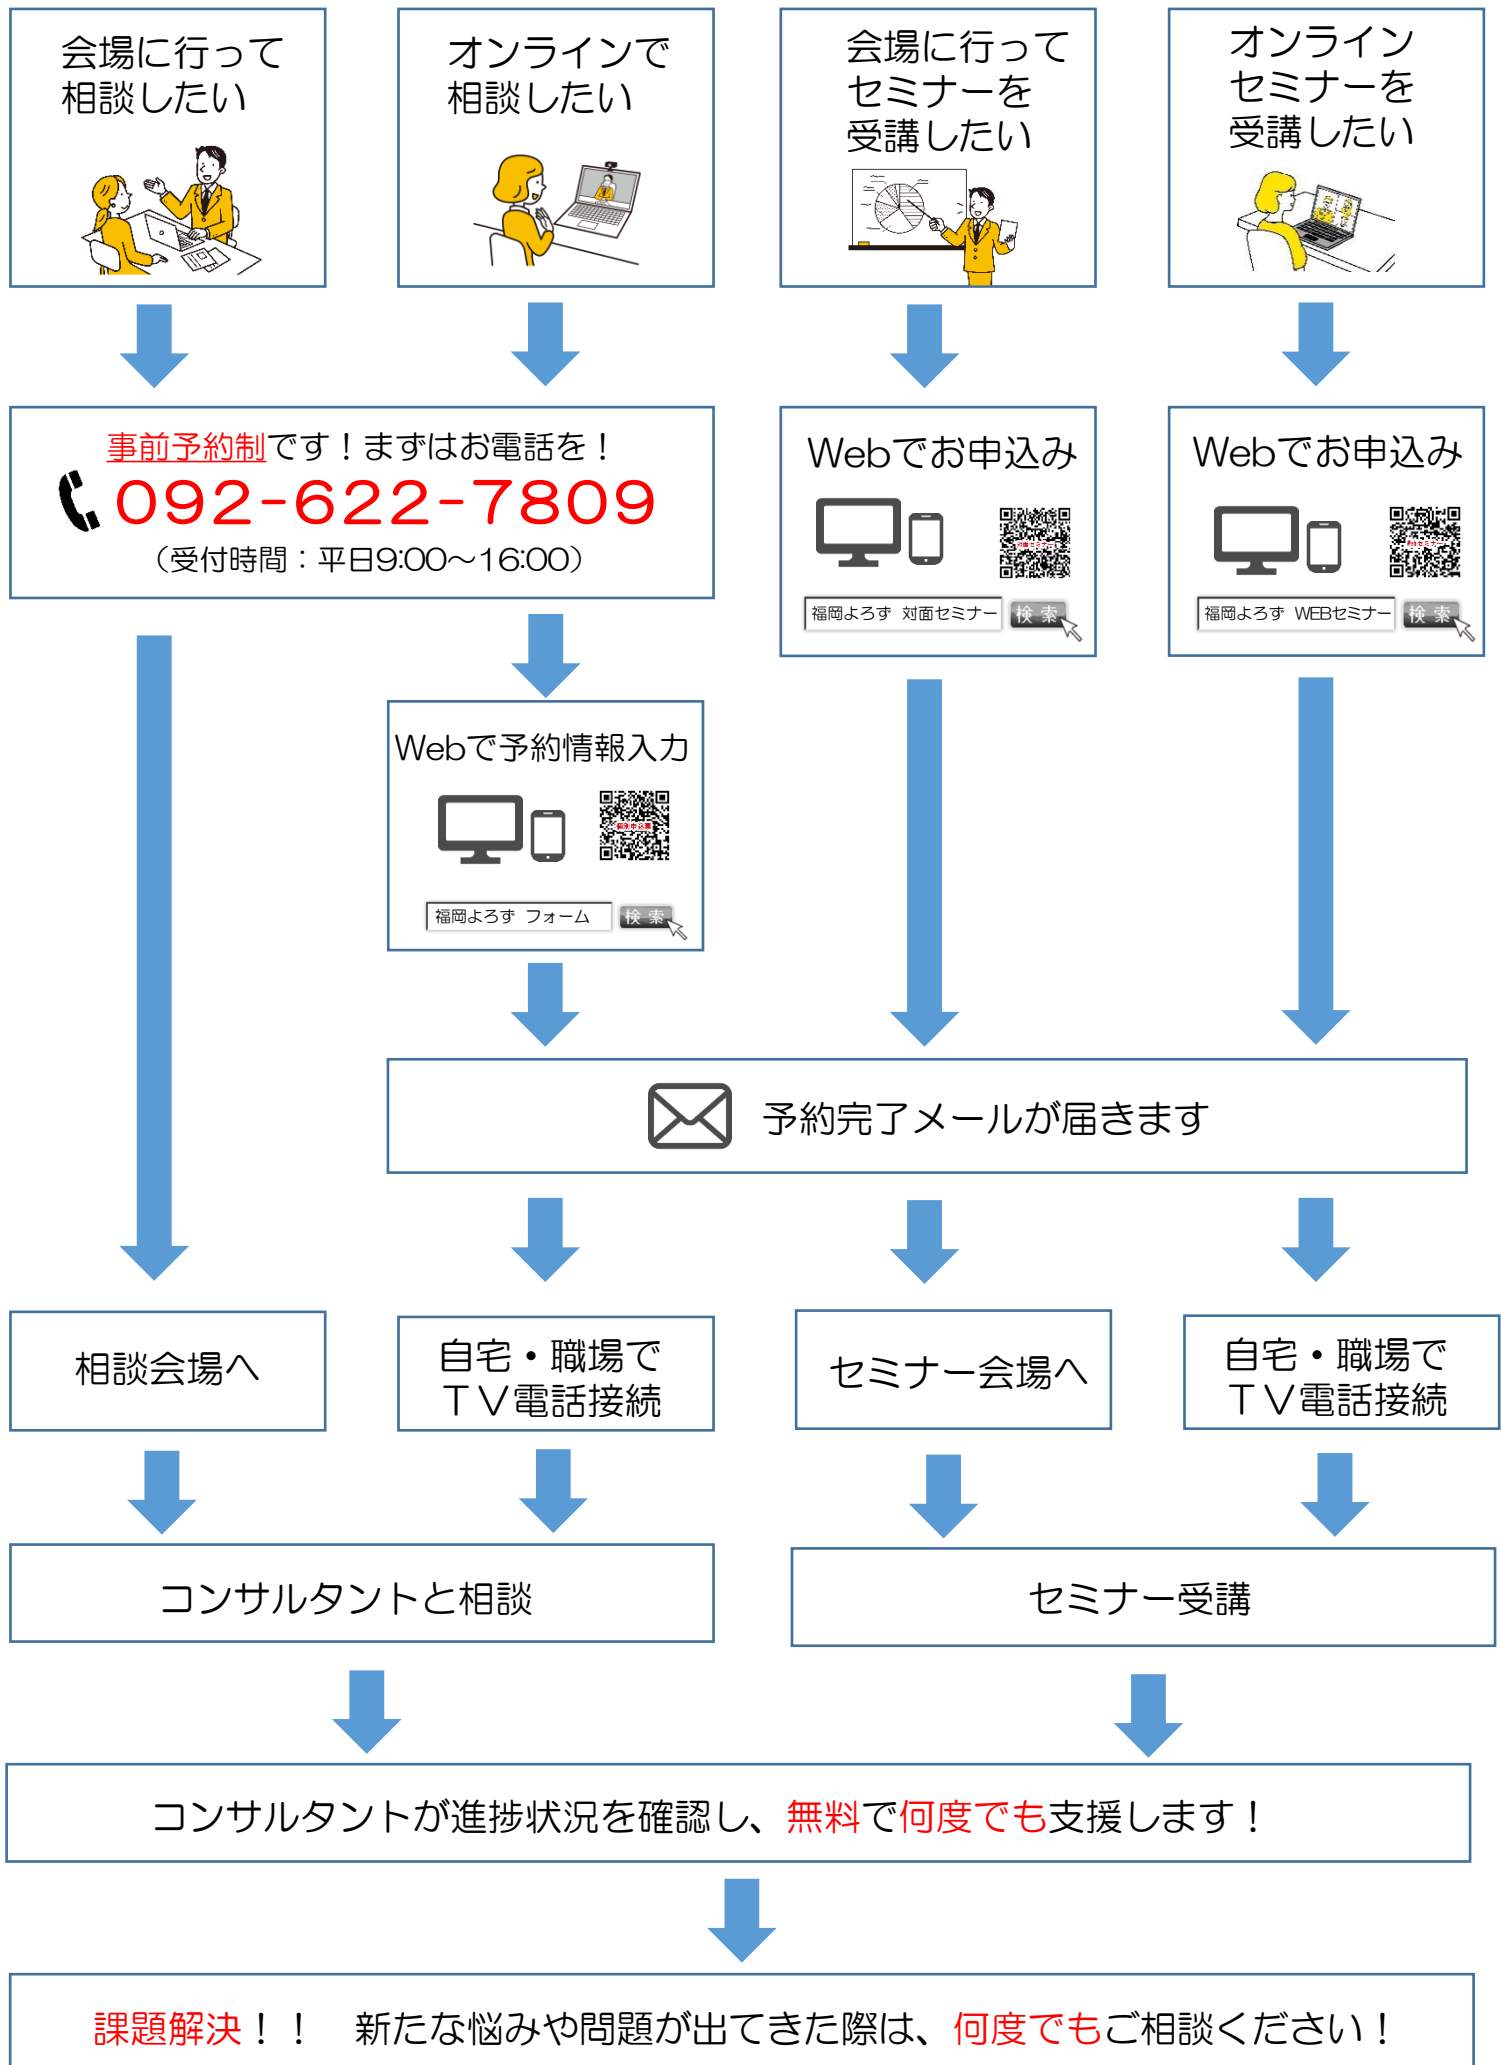 会場に行って
相談したい
オンラインで
相談したい
会場に行って
セミナーを
受講したい
オンライン
セミナーを
受講したい
事前予約制です！まずはお電話を！
092-622-7809
（受付時間：平日9:00～16:00）
Webでお申込み
対面セミナー
福岡よろず 対面セミナー
検索
Webでお申込み
福岡よろず WEBセミナー
検索
Webで予約情報入力
個別申込票
福岡よろず フォーム
検索
予約完了メールが届きます
相談会場へ
自宅・職場で
ＴＶ電話接続
セミナー会場へ
自宅・職場で
ＴＶ電話接続
コンサルタントと相談
セミナー受講
コンサルタントが進捗状況を確認し、無料で何度でも支援します！
課題解決！！　新たな悩みや問題が出てきた際は、何度でもご相談ください！